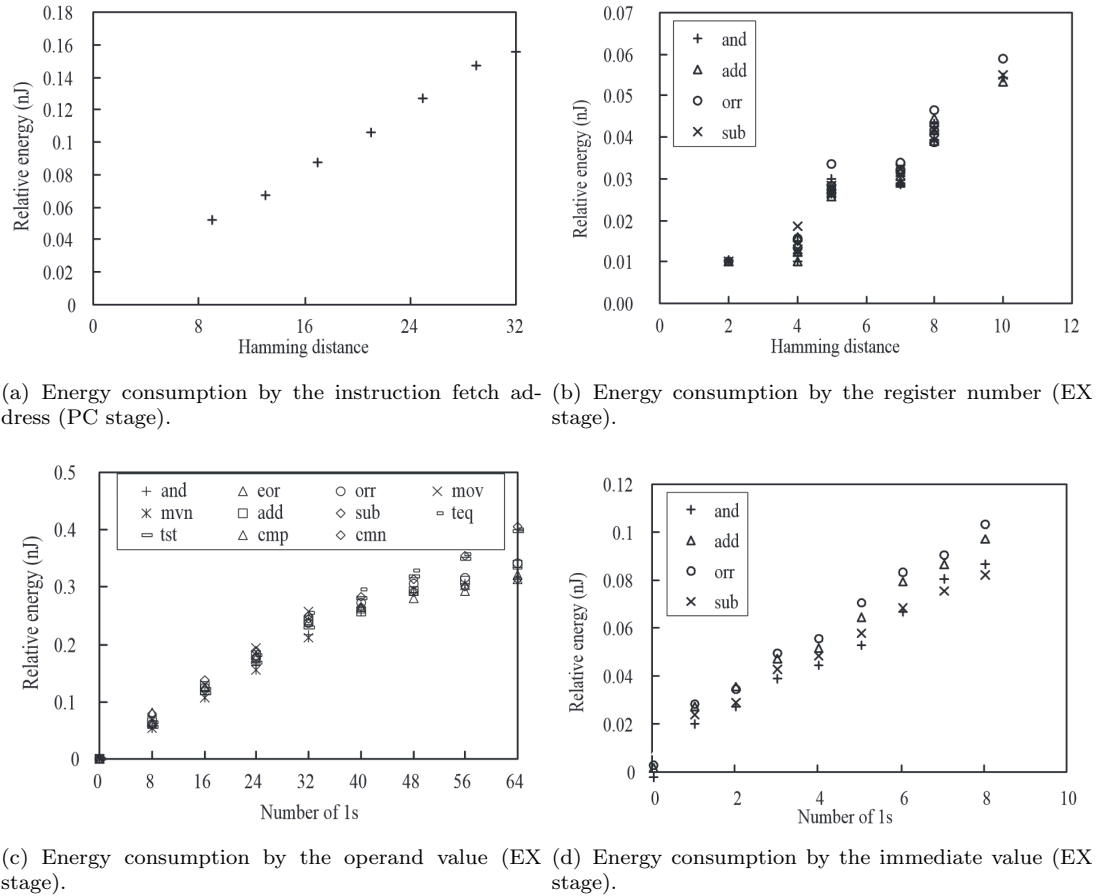 0.18
0.16
0.14
0.12
0.1
0.08
0.06
0.04
0.02
0
Relative energy (nJ)
0 8 16 24 32
Hamming distance
(a) Energy consumption by the instruction fetch ad-
dress (PC stage).
0.07
0.06
0.05
0.04
0.03
0.02
0.01
0.00
Relative energy (nJ)
and
add
orr
sub
0 2 4 6 8 10 12
Hamming distance
(b) Energy consumption by the register number (EX
stage).
0.5
0.4
0.3
0.2
0.1
0
Relative energy (nJ)
and eor orr mov
mvn add sub teq
tst cmp cmn
0 8 16 24 32 40 48 56 64
Number of 1s
(c) Energy consumption by the operand value (EX
stage).
0.12
0.1
0.08
0.06
0.04
0.02
0
Relative energy (nJ)
and
add
orr
sub
0 2 4 6 8 10
Number of 1s
(d) Energy consumption by the immediate value (EX
stage).